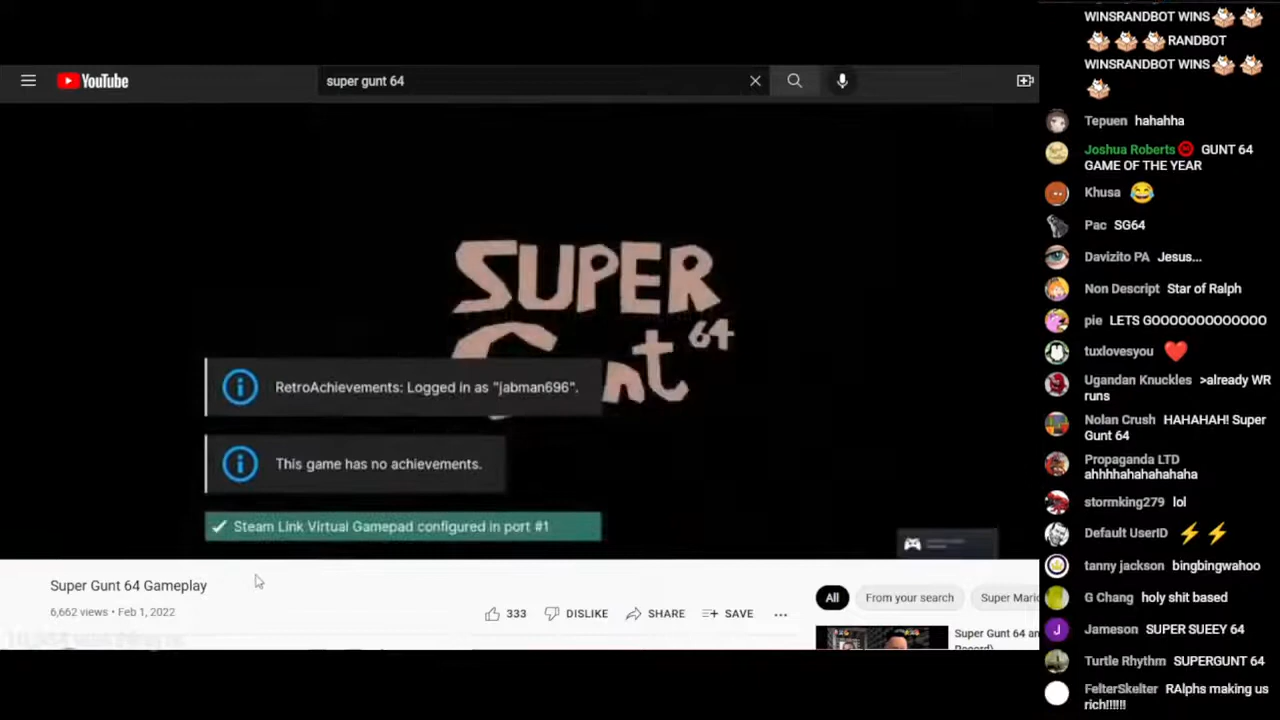 YouTube
super gunt 64
SUPER
64
nt
RetroAchievements: Logged in as "jabman696".
This game has no achievements.
Steam Link Virtual Gamepad configured in port #1
Super Gunt 64 Gameplay
6,662 views • Feb 1, 2022
333
DISLIKE
SHARE
SAVE
All
From your search
Super Mari
Super Gunt 64 an
WINSRANDBOT WINS
RANDBOT
WINSRANDBOT WINS
Tepuen hahahha
Joshua Roberts GUNT 64
GAME OF THE YEAR
Khusa
Pac SG64
Davizito PA Jesus...
Non Descript Star of Ralph
pie LETS GOOOOOOOOOOOOO
tuxlovesyou
Ugandan Knuckles >already WR
runs
Nolan Crush HAHAHAH! Super
Gunt 64
Propaganda LTD
ahhhhahahahahaha
stormking279 lol
Default UserID ⚡⚡
tanny jackson bingbingwahoo
G Chang holy shit based
J
Jameson SUPER SUEEY 64
Turtle Rhythm SUPERGUNT 64
FelterSkelter RAlphs making us
rich!!!!!!